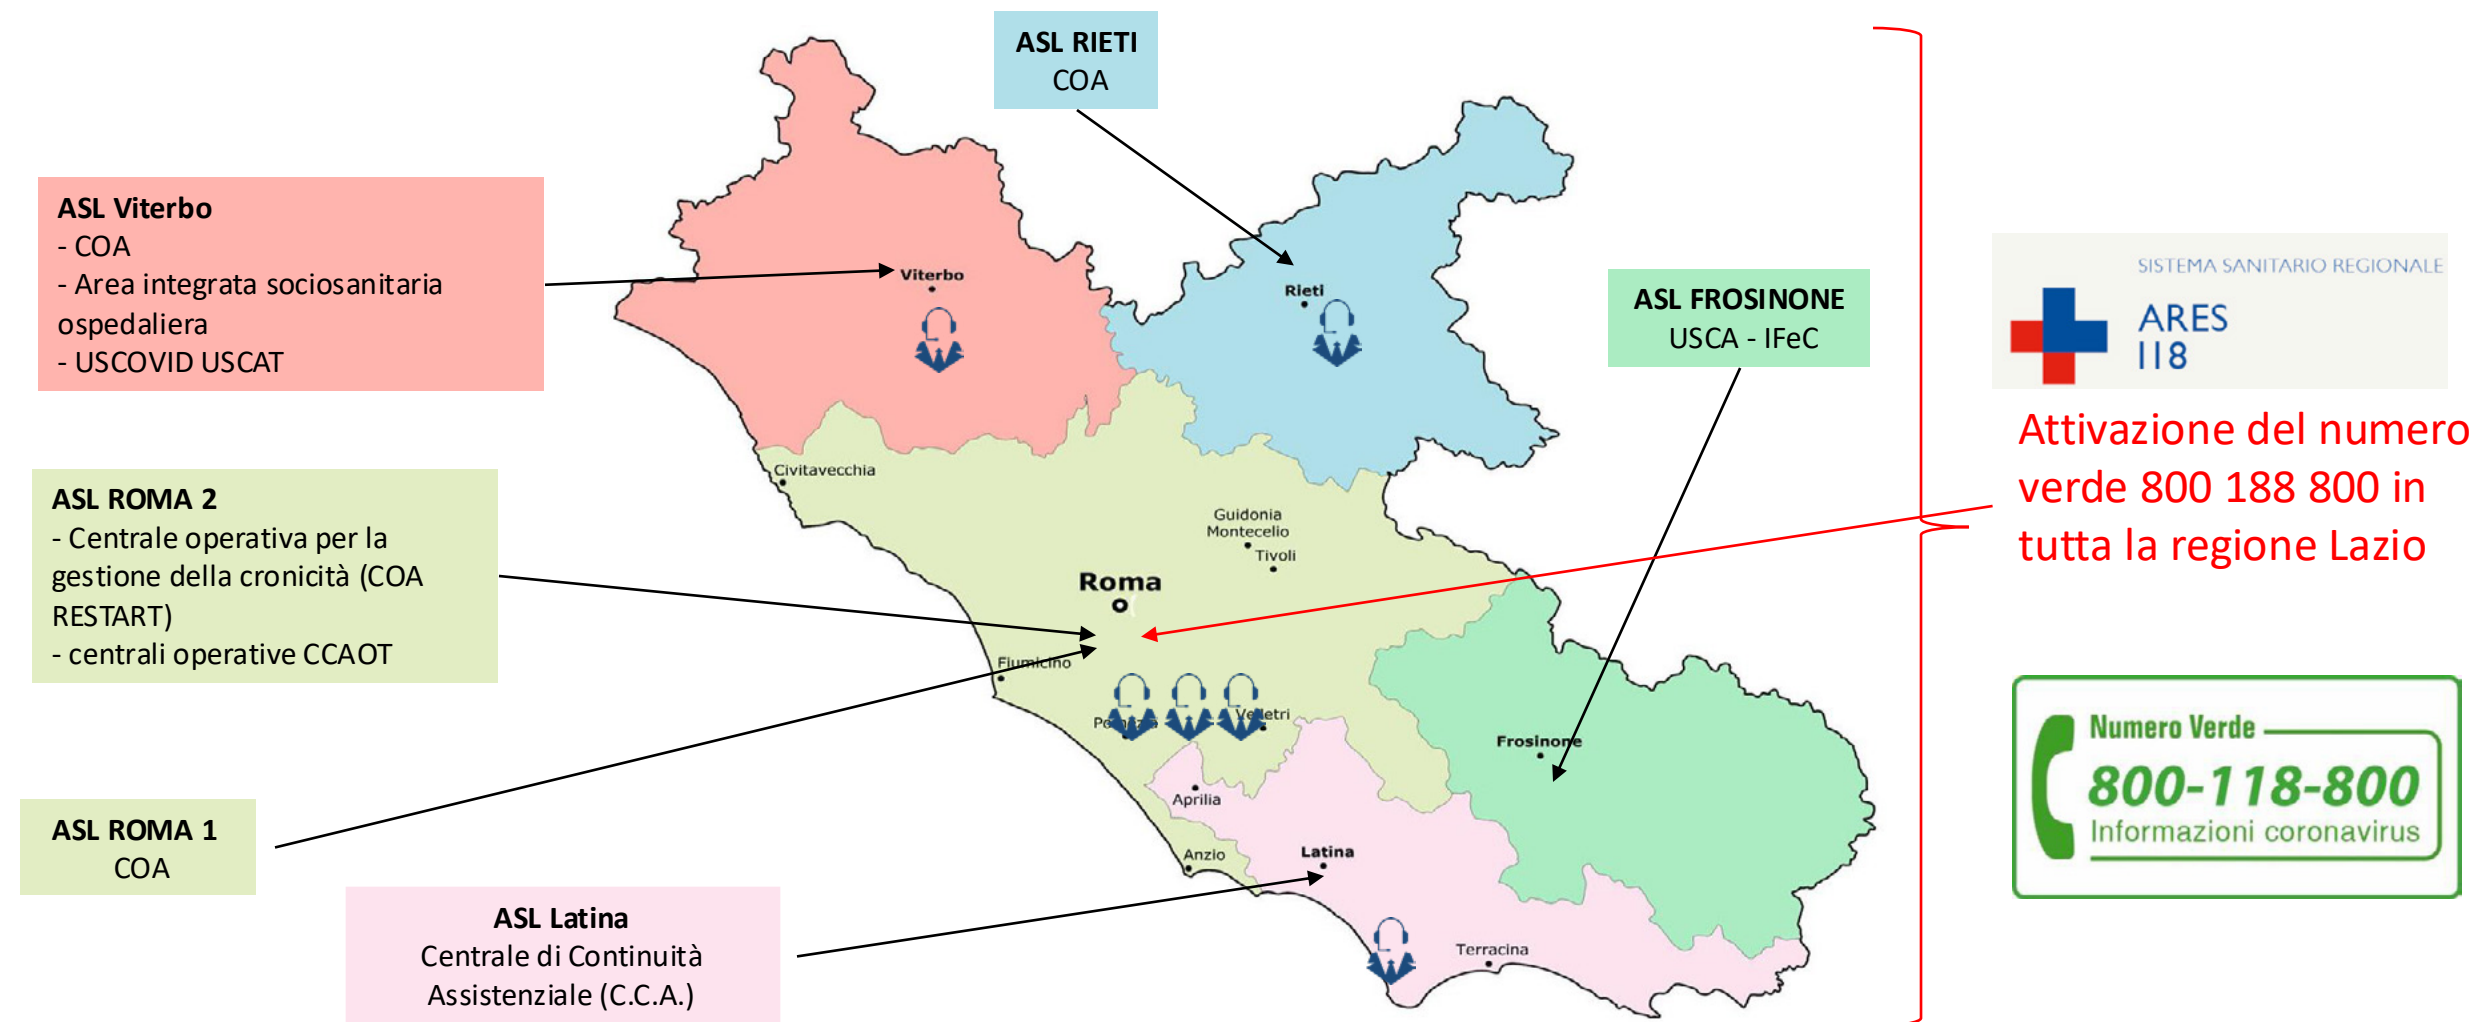 ASL RIETI
COA
ASL Viterbo
- COA
- Area integrata sociosanitaria
ospedaliera
- USCOVID USCAT
ASL ROMA 2
- Centrale operativa per la
gestione della cronicità (COA
RESTART)
- centrali operative CCAOT
ASL ROMA 1
COA
ASL Latina
Centrale di Continuità
Assistenziale (C.C.A.)
ASL FROSINONE
USCA - IFeC
Viterbo
Rieti
Civitavecchia
Guidonia
Montecelio
Tivoli
Roma
Fiumicino
Velletri
Frosinone
Aprilia
Anzio
Latina
Terracina
SISTEMA SANITARIO REGIONALE
ARES
118
Attivazione del numero
verde 800 188 800 in
tutta la regione Lazio
Numero Verde
800-118-800
Informazioni coronavirus